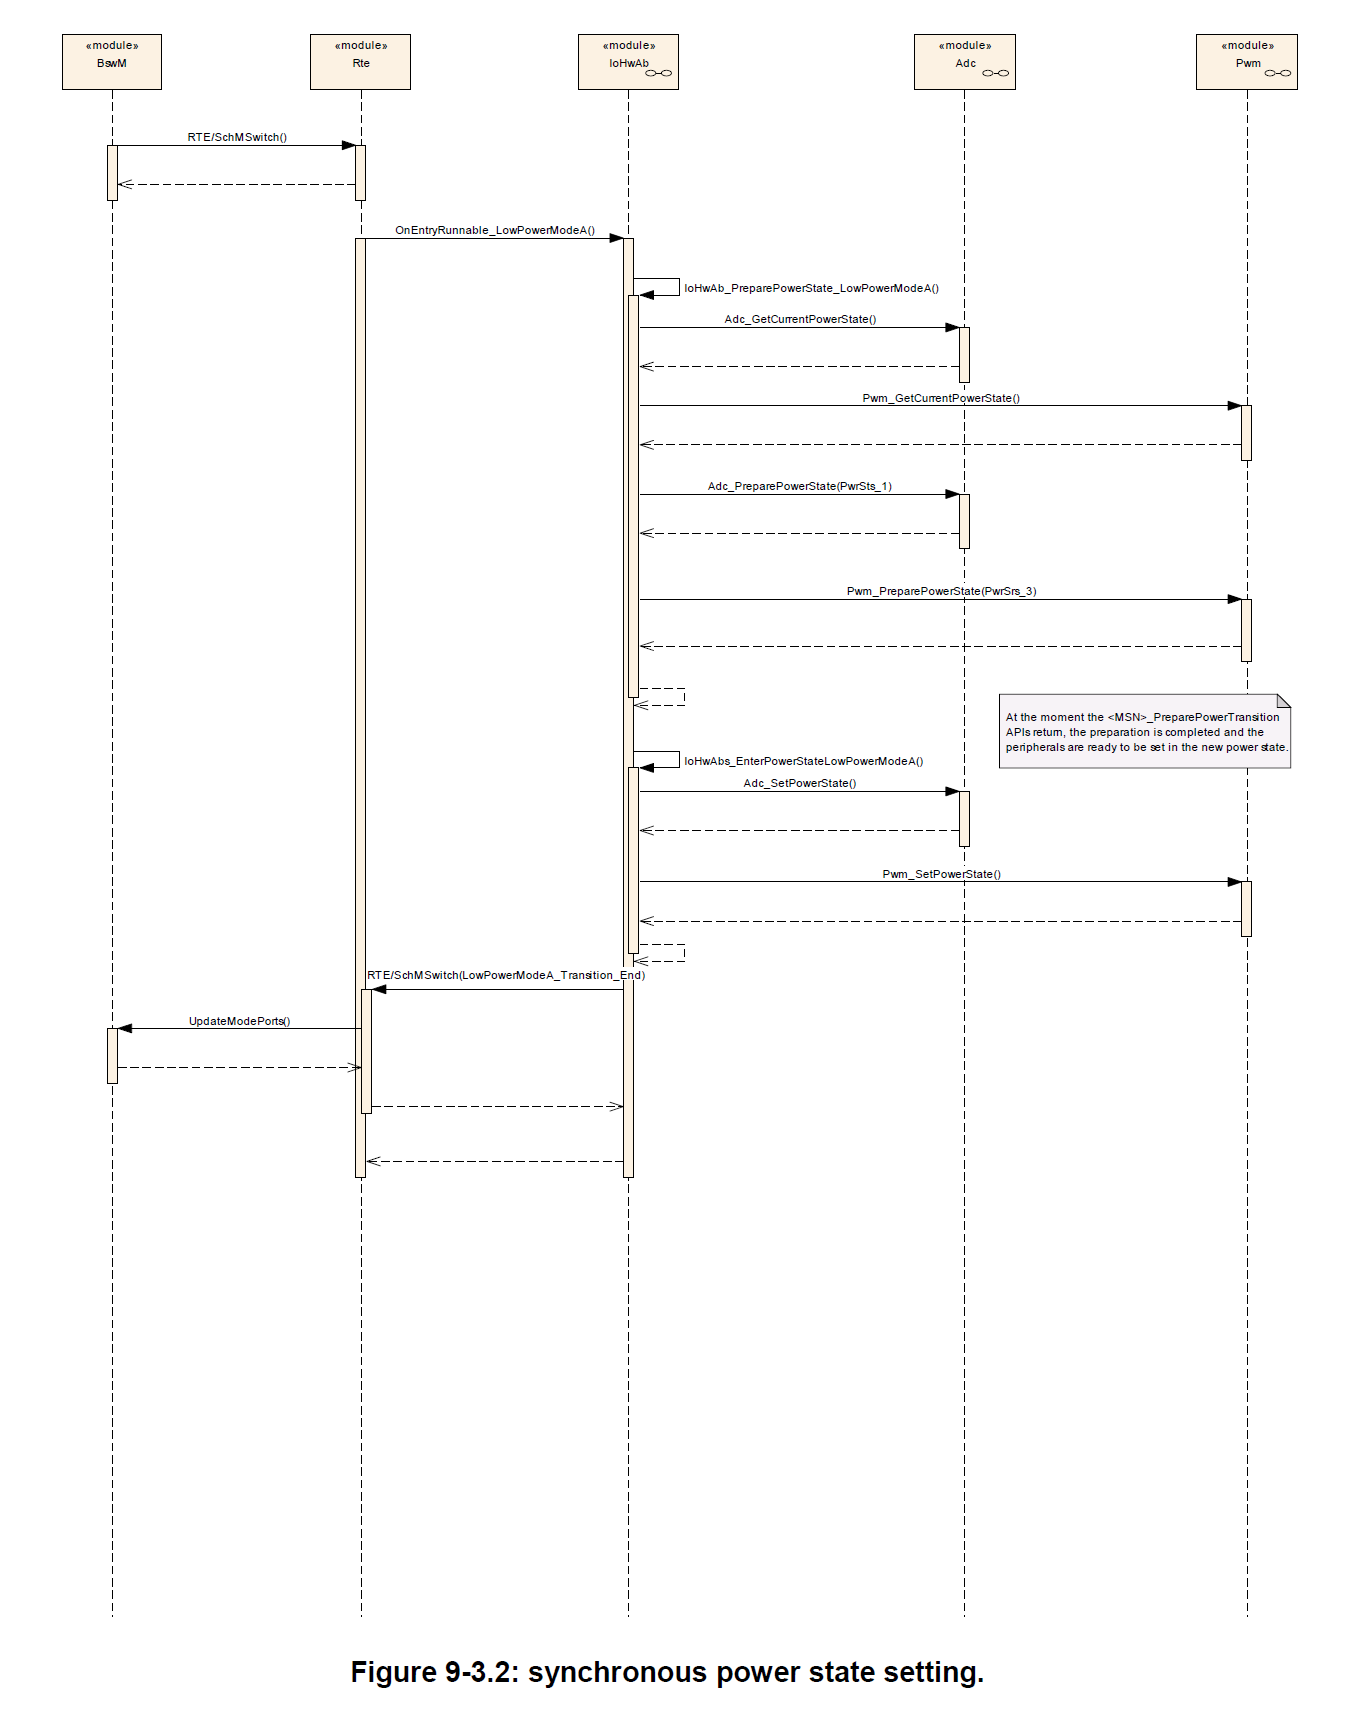 «module»
BswM
«module»
Rte
«module»
IoHwAb
«module»
Adc
«module»
Pwm
RTE/SchMSwitch()
OnEntryRunnable_LowPowerModeA()
IoHwAb_PreparePowerState_LowPowerModeA()
Adc_GetCurrentPowerState()
Pwm_GetCurrentPowerState()
Adc_PreparePowerState(PwrSts_1)
Pwm_PreparePowerState(PwrSrs_3)
At the moment the <MSN>_PreparePowerTransition
APIs return, the preparation is completed and the
peripherals are ready to be set in the new power state.
IoHwAbs_EnterPowerStateLowPowerModeA()
Adc_SetPowerState()
Pwm_SetPowerState()
RTE/SchMSwitch(LowPowerModeA_Transition_End)
UpdateModePorts()
Figure 9-3.2: synchronous power state setting.